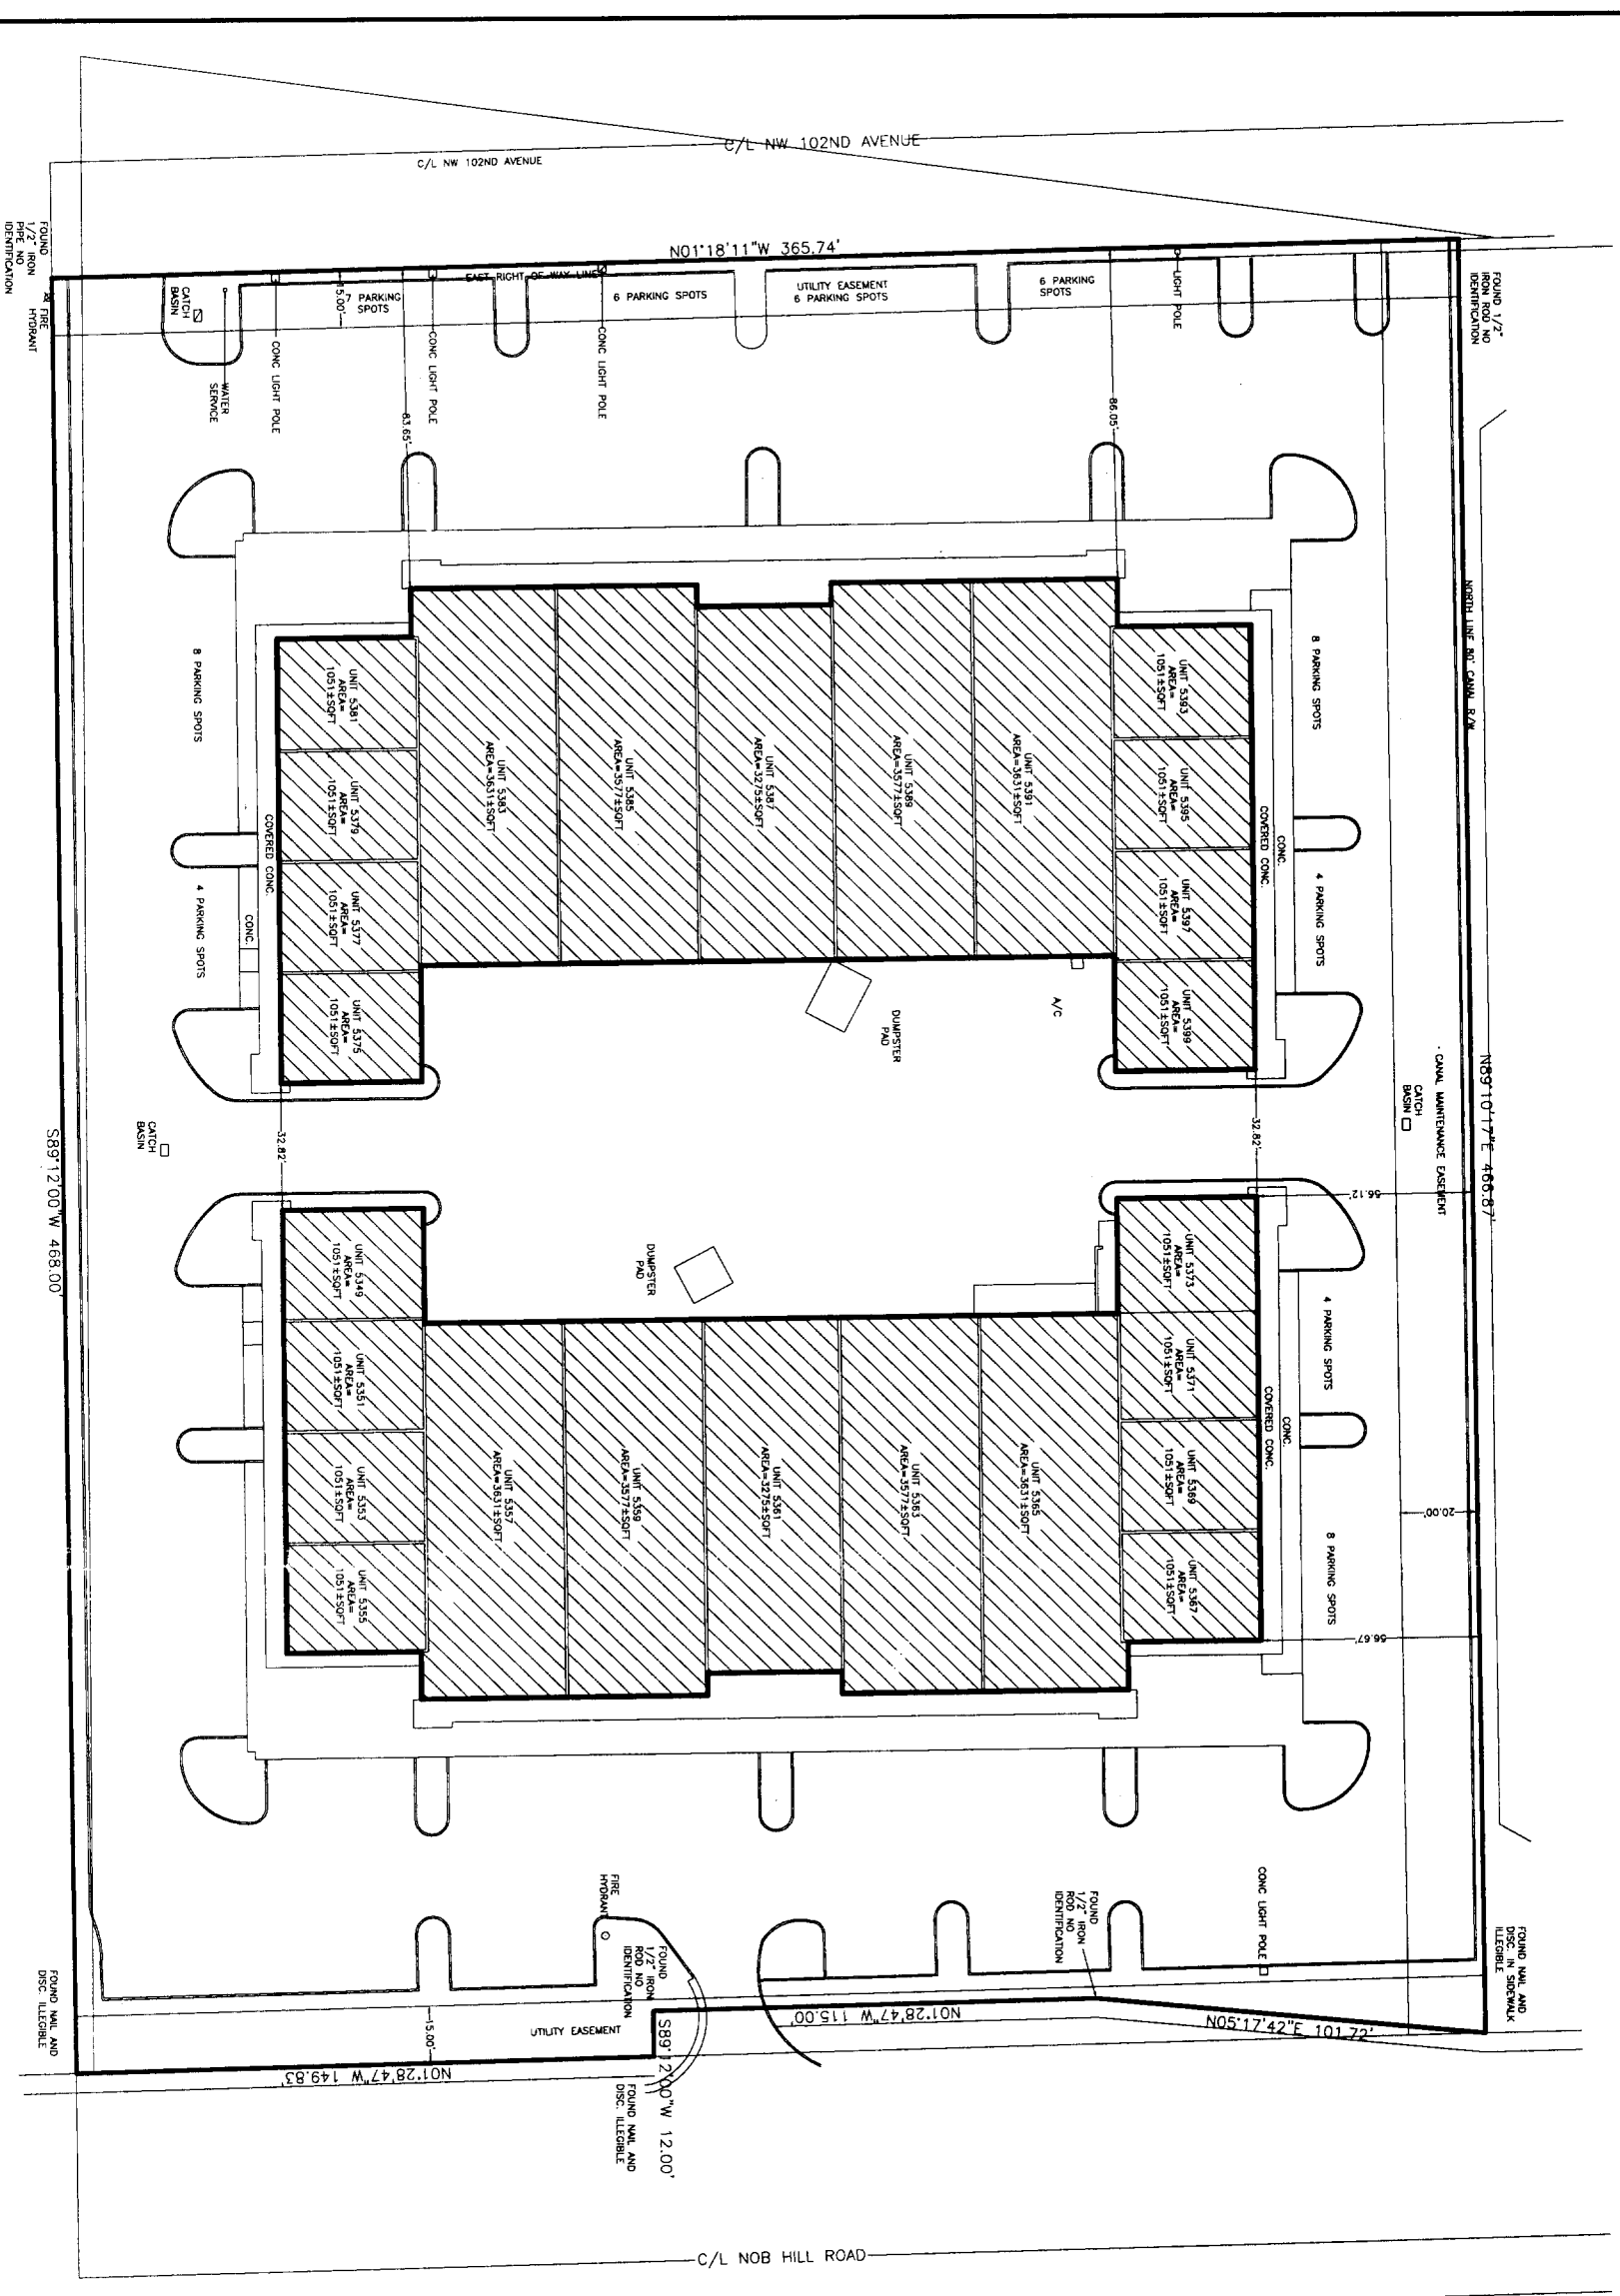 C/L NW 102ND AVENUE
C/L NW 102ND AVENUE
N01°18'11"W 365.74'
EAST RIGHT OF WAY LINE
FOUND
1/2" IRON
PIPE NO
IDENTIFICATION
FIRE
HYDRANT
CATCH
BASIN
WATER
SERVICE
15.00'
7 PARKING
SPOTS
6 PARKING SPOTS
UTILITY EASEMENT
6 PARKING SPOTS
6 PARKING
SPOTS
LIGHT POLE
FOUND 1/2"
IRON ROD NO
IDENTIFICATION
CONC LIGHT POLE
CONC LIGHT POLE
CONC LIGHT POLE
83.65'
86.05'
NORTH LINE 80' CANAL R/W
8 PARKING SPOTS
4 PARKING SPOTS
COVERED CONC.
CONC.
UNIT 5381
AREA=
1051±SQFT
UNIT 5379
AREA=
1051±SQFT
UNIT 5377
AREA=
1051±SQFT
UNIT 5375
AREA=
1051±SQFT
UNIT 5383
AREA=3631±SQFT
UNIT 5385
AREA=3577±SQFT
UNIT 5387
AREA=3275±SQFT
UNIT 5389
AREA=3577±SQFT
UNIT 5391
AREA=3631±SQFT
UNIT 5393
AREA=
1051±SQFT
UNIT 5395
AREA=
1051±SQFT
UNIT 5397
AREA=
1051±SQFT
UNIT 5399
AREA=
1051±SQFT
COVERED CONC.
CONC.
8 PARKING SPOTS
4 PARKING SPOTS
DUMPSTER
PAD
A/C
CATCH
BASIN
CANAL MAINTENANCE EASEMENT
N89°10'17"E 466.87'
S89°12'00"W 468.00'
CATCH
BASIN
32.82'
32.82'
56.12'
DUMPSTER
PAD
UNIT 5349
AREA=
1051±SQFT
UNIT 5351
AREA=
1051±SQFT
UNIT 5353
AREA=
1051±SQFT
UNIT 5355
AREA=
1051±SQFT
UNIT 5357
AREA=3631±SQFT
UNIT 5359
AREA=3577±SQFT
UNIT 5361
AREA=3275±SQFT
UNIT 5363
AREA=3577±SQFT
UNIT 5365
AREA=3631±SQFT
UNIT 5373
AREA=
1051±SQFT
UNIT 5371
AREA=
1051±SQFT
UNIT 5369
AREA=
1051±SQFT
UNIT 5367
AREA=
1051±SQFT
COVERED CONC.
CONC.
4 PARKING SPOTS
8 PARKING SPOTS
20.00'
56.67'
FIRE
HYDRANT
FOUND
1/2" IRON
ROD NO
IDENTIFICATION
FOUND
1/2" IRON
ROD NO
IDENTIFICATION
CONC LIGHT POLE
FOUND NAIL AND
DISC. IN SIDEWALK
ILLEGIBLE
FOUND NAIL AND
DISC. ILLEGIBLE
15.00'
UTILITY EASEMENT
N01°28'47"W 149.83'
S89°12'00"W 12.00'
FOUND NAIL AND
DISC. ILLEGIBLE
N01°28'47"W 115.00'
N05°17'42"E 101.72'
C/L NOB HILL ROAD